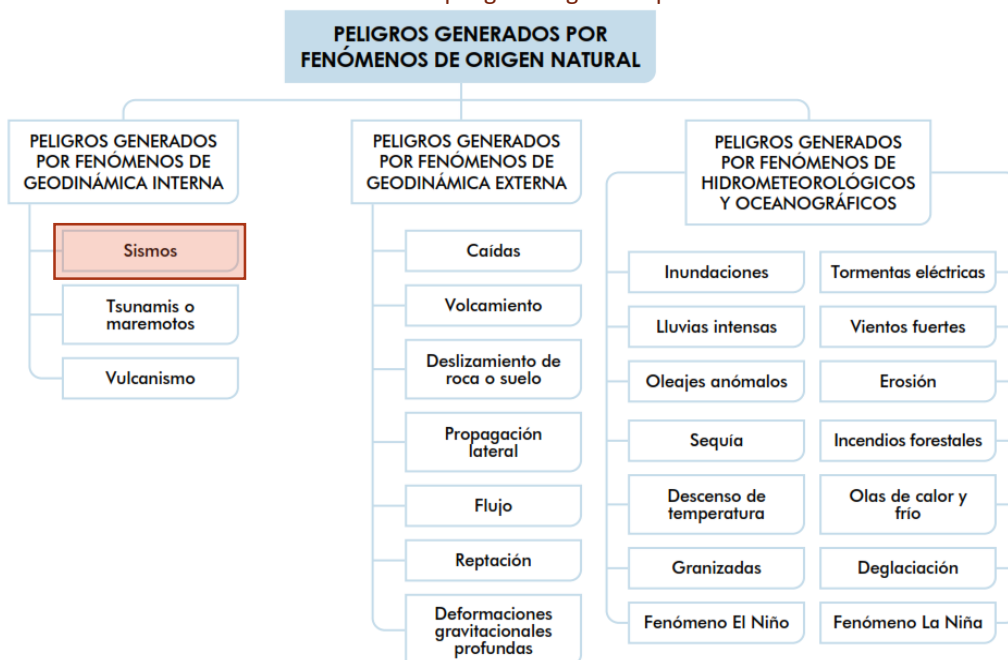 PELIGROS GENERADOS POR
FENÓMENOS DE ORIGEN NATURAL
PELIGROS GENERADOS
POR FENÓMENOS DE
GEODINÁMICA INTERNA
Sismos
Tsunamis o
maremotos
Vulcanismo
PELIGROS GENERADOS
POR FENÓMENOS DE
GEODINÁMICA EXTERNA
Caídas
Volcamiento
Deslizamiento de
roca o suelo
Propagación
lateral
Flujo
Reptación
Deformaciones
gravitacionales
profundas
PELIGROS GENERADOS
POR FENÓMENOS DE
HIDROMETEOROLÓGICOS
Y OCEANOGRÁFICOS
Inundaciones
Lluvias intensas
Oleajes anómalos
Sequía
Descenso de
temperatura
Granizadas
Fenómeno El Niño
Tormentas eléctricas
Vientos fuertes
Erosión
Incendios forestales
Olas de calor y
frío
Deglaciación
Fenómeno La Niña